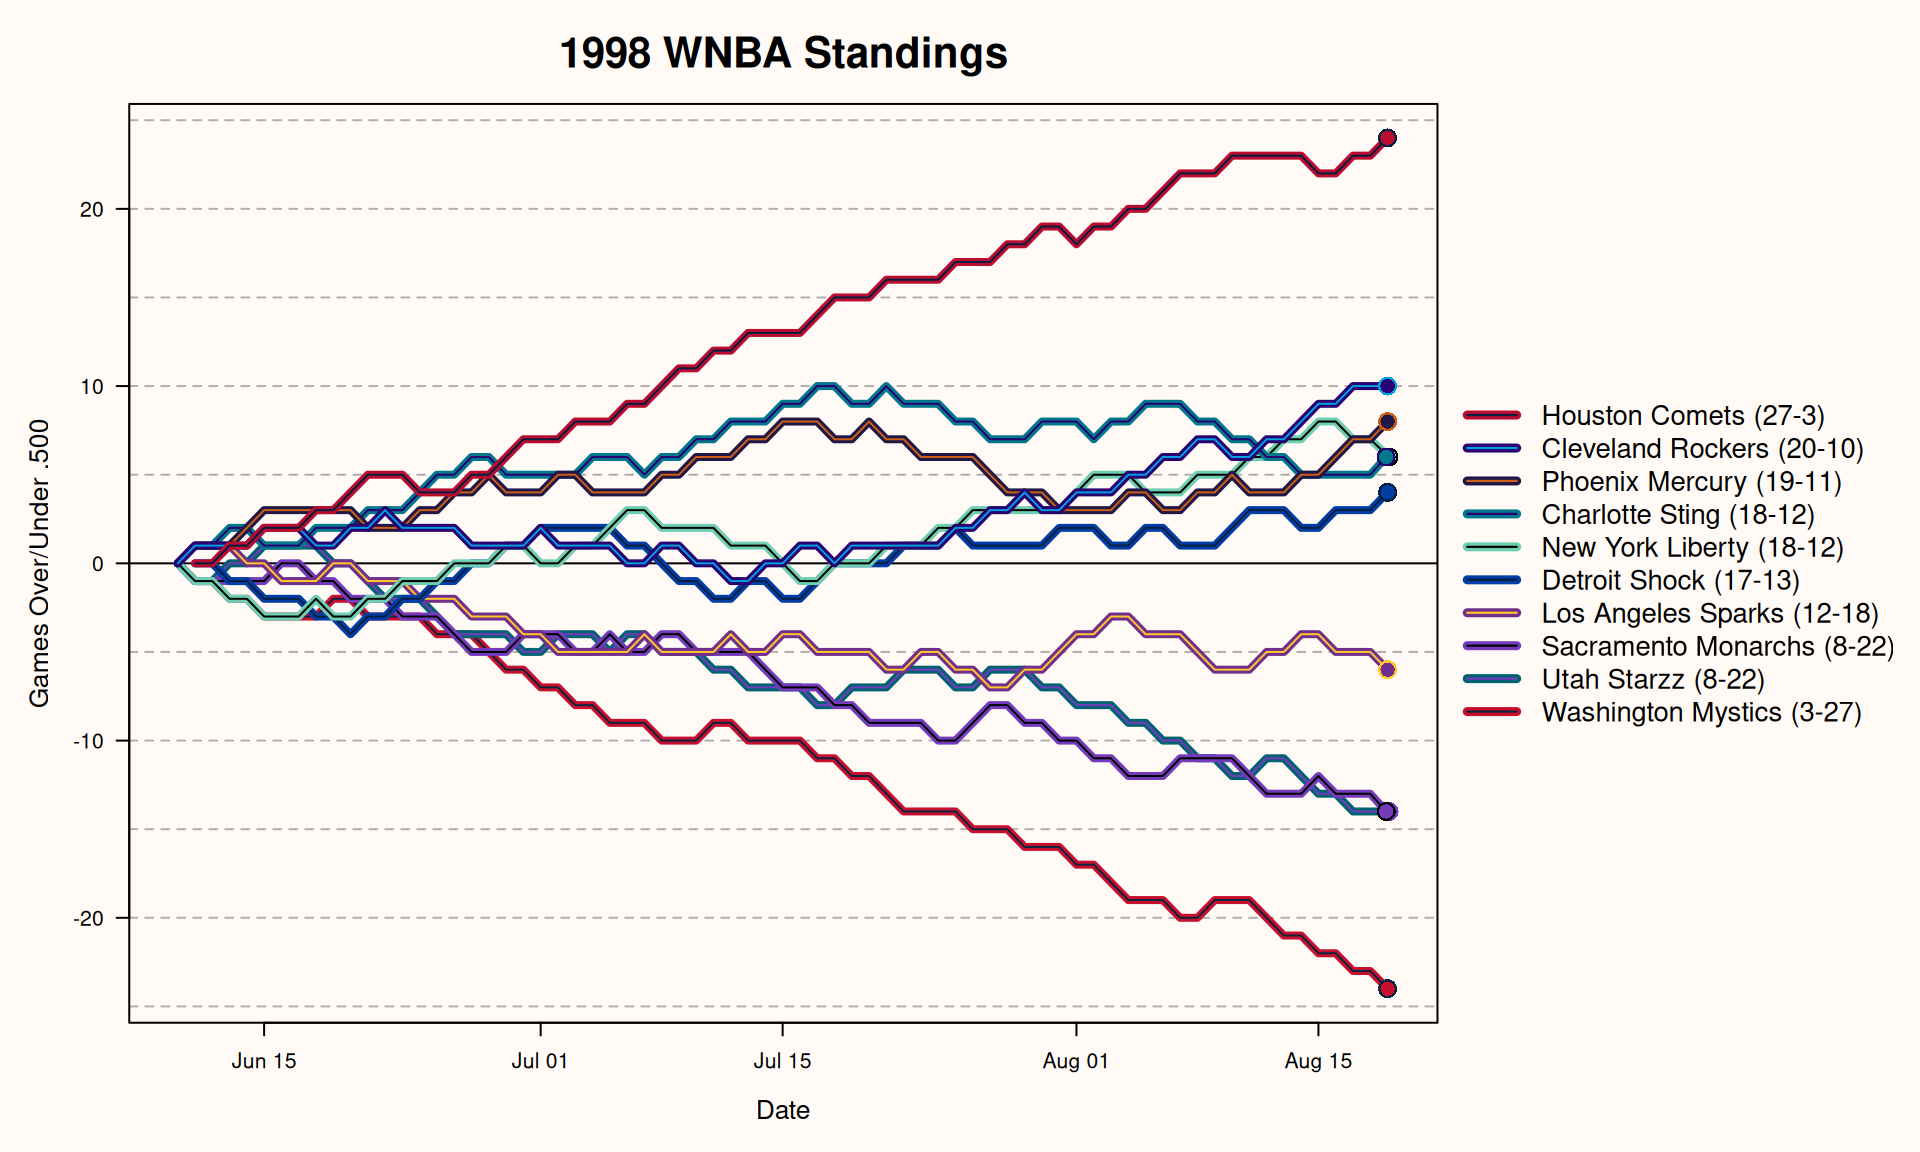 1998 WNBA Standings
Games Over/Under .500
20
10
0
-10
-20
Jun 15
Jul 01
Jul 15
Aug 01
Aug 15
Date
Houston Comets (27-3)
Cleveland Rockers (20-10)
Phoenix Mercury (19-11)
Charlotte Sting (18-12)
New York Liberty (18-12)
Detroit Shock (17-13)
Los Angeles Sparks (12-18)
Sacramento Monarchs (8-22)
Utah Starzz (8-22)
Washington Mystics (3-27)